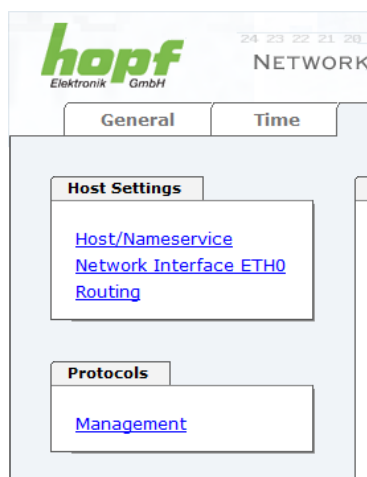 hopf
Elektronik GmbH
24 23 22 21 20
NETWORK
General
Time
Host Settings
Host/Nameservice
Network Interface ETH0
Routing
Protocols
Management